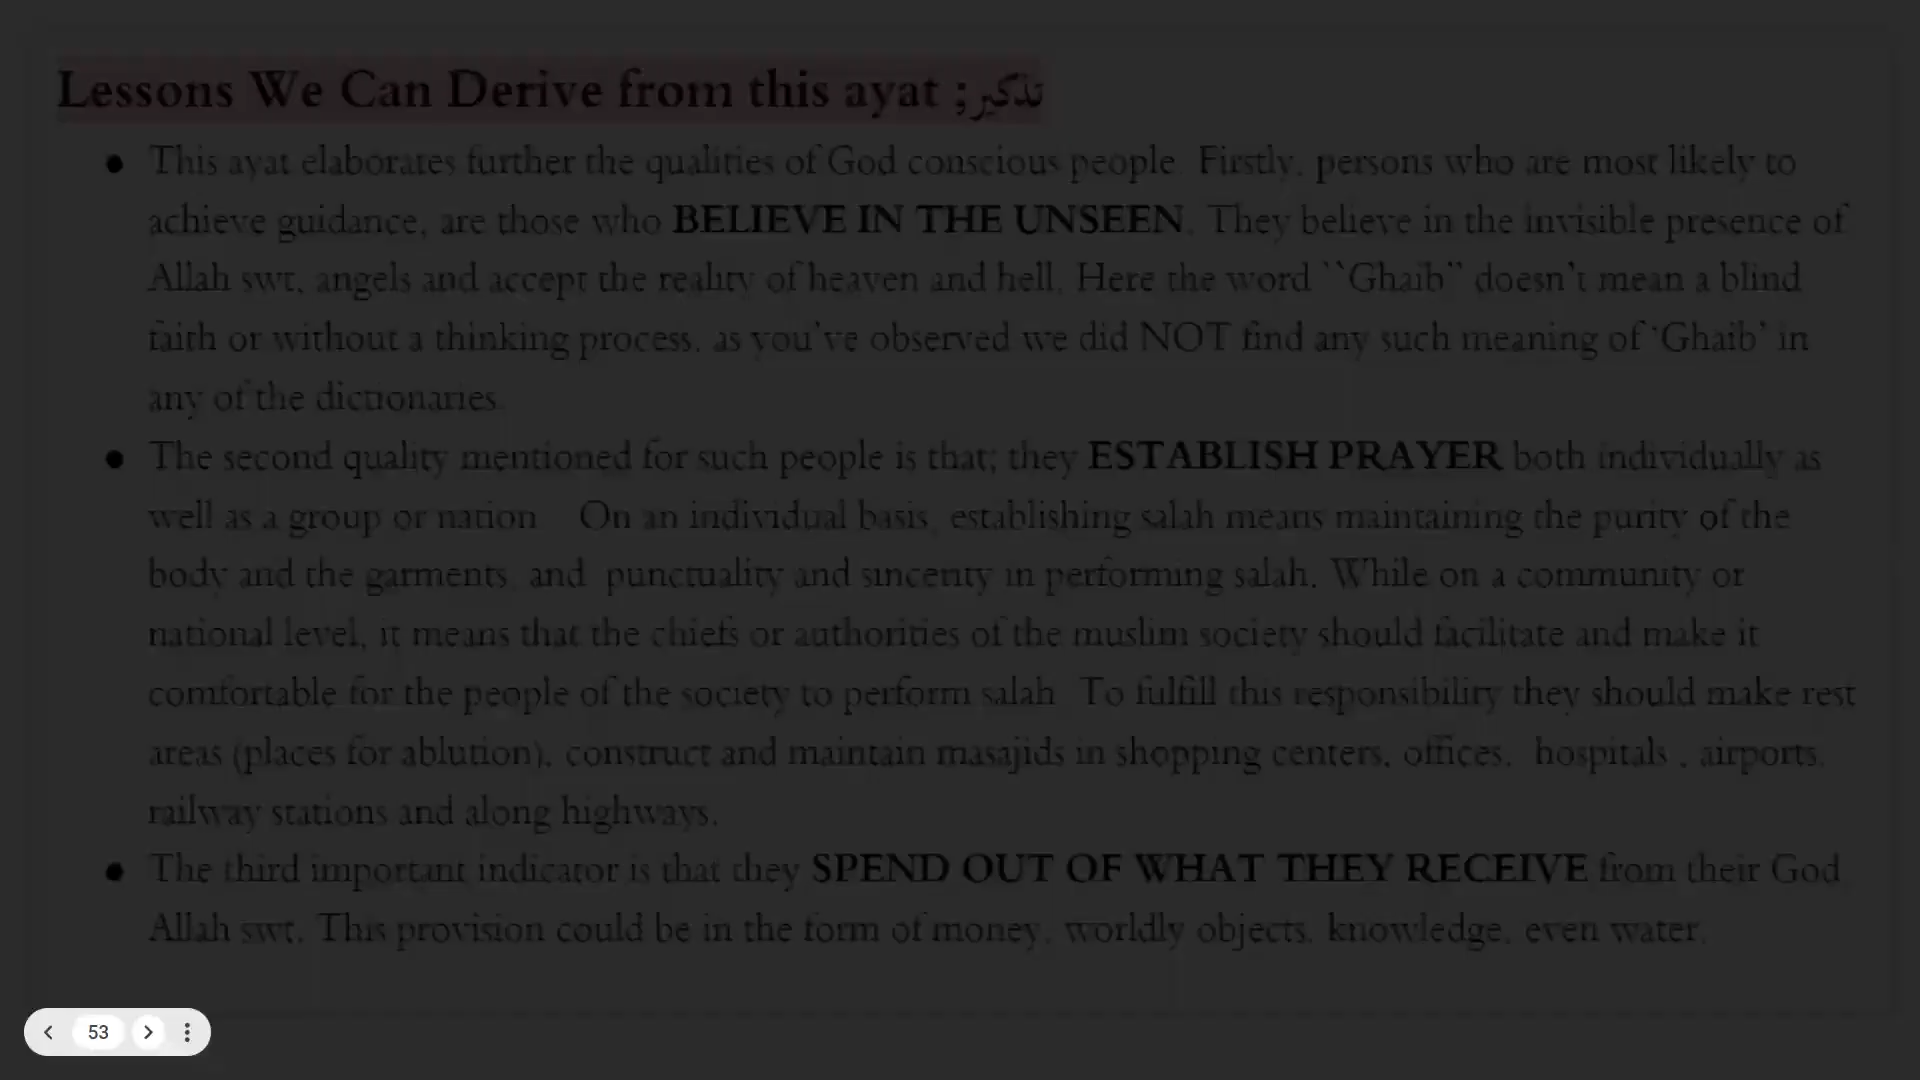 Lessons We Can Derive from this ayat ; تذكير
● This ayat elaborates further the qualities of God conscious people. Firstly, persons who are most likely to
achieve guidance, are those who BELIEVE IN THE UNSEEN. They believe in the invisible presence of
Allah swt, angels and accept the reality of heaven and hell. Here the word ``Ghaib'' doesn't mean a blind
faith or without a thinking process, as you've observed we did NOT find any such meaning of 'Ghaib' in
any of the dictionaries.
● The second quality mentioned for such people is that; they ESTABLISH PRAYER both individually as
well as a group or nation    On an individual basis, establishing salah means maintaining the purity of the
body and the garments, and  punctuality and sincerity in performing salah. While on a community or
national level, it means that the chiefs or authorities of the muslim society should facilitate and make it
comfortable for the people of the society to perform salah  To fulfill this responsibility they should make rest
areas (places for ablution), construct and maintain masajids in shopping centers, offices,  hospitals , airports,
railway stations and along highways.
● The third important indicator is that they SPEND OUT OF WHAT THEY RECEIVE from their God
Allah swt. This provision could be in the form of money, worldly objects, knowledge, even water.
53